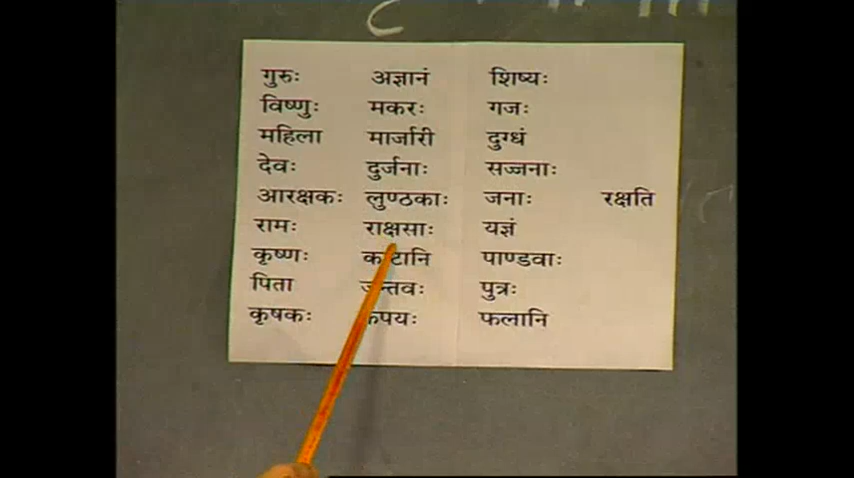 गुरुः अज्ञानं शिष्यः
विष्णुः मकरः गजः
महिला मार्जारी दुग्धं
देवः दुर्जनाः सज्जनाः
आरक्षकः लुण्ठकाः जनाः रक्षति
रामः राक्षसाः यज्ञं
कृष्णः पाण्डवाः
पिता जन्तवः पुत्रः
कृषकः कपयः फलानि